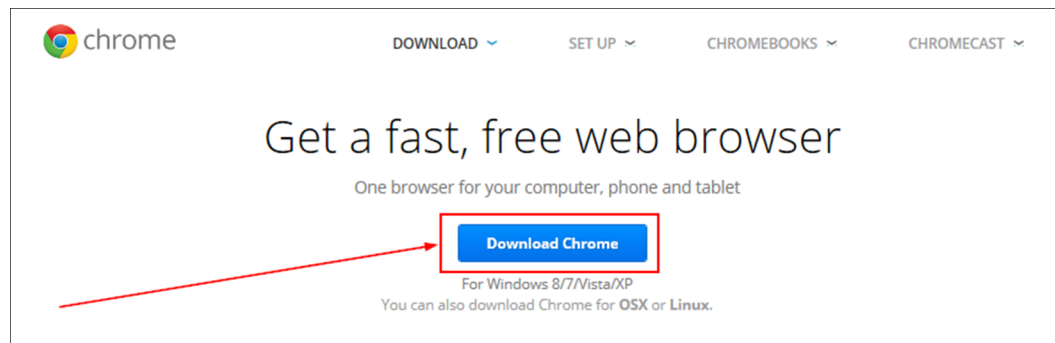 chrome
DOWNLOAD
SET UP
CHROMEBOOKS
CHROMECAST
Get a fast, free web browser
One browser for your computer, phone and tablet
Download Chrome
For Windows 8/7/Vista/XP
You can also download Chrome for OSX or Linux.